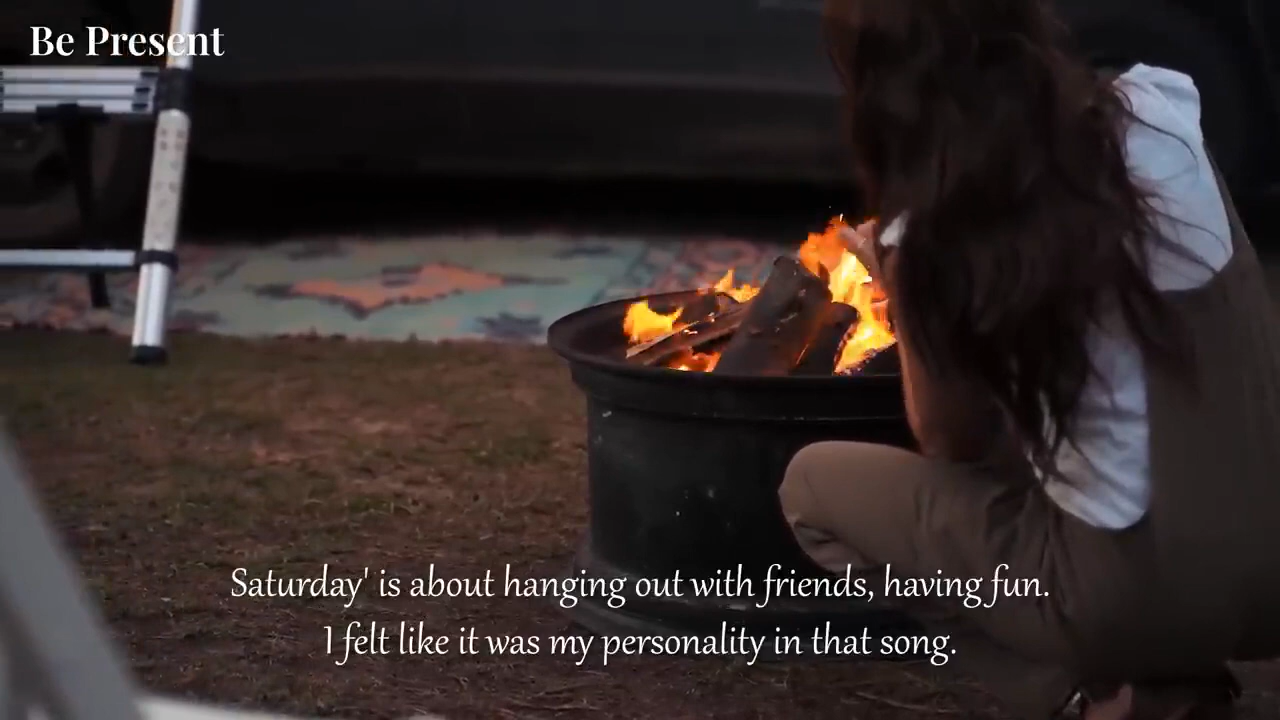 Be Present
Saturday' is about hanging out with friends, having fun.
I felt like it was my personality in that song.